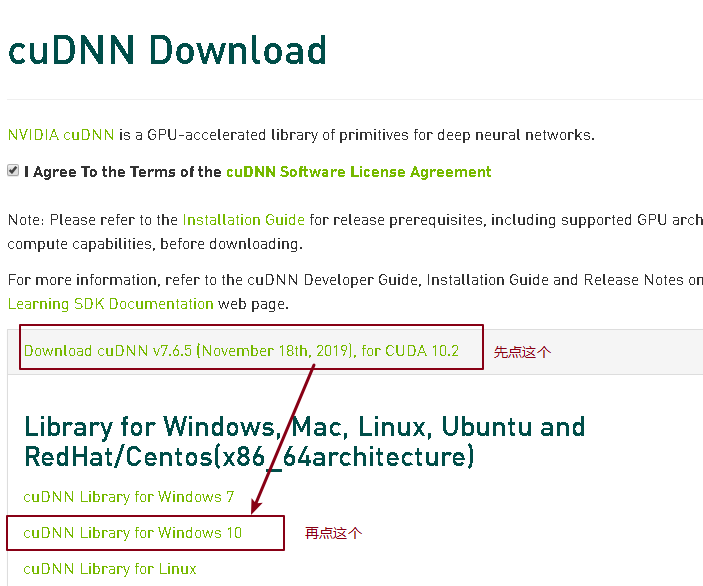 cuDNN Download
NVIDIA cuDNN is a GPU-accelerated library of primitives for deep neural networks.
I Agree To the Terms of the cuDNN Software License Agreement
Note: Please refer to the Installation Guide for release prerequisites, including supported GPU arch
compute capabilities, before downloading.
For more information, refer to the cuDNN Developer Guide, Installation Guide and Release Notes on
Learning SDK Documentation web page.
Download cuDNN v7.6.5 (November 18th, 2019), for CUDA 10.2 先点这个
Library for Windows, Mac, Linux, Ubuntu and
RedHat/Centos(x86_64architecture)
cuDNN Library for Windows 7
cuDNN Library for Windows 10 再点这个
cuDNN Library for Linux